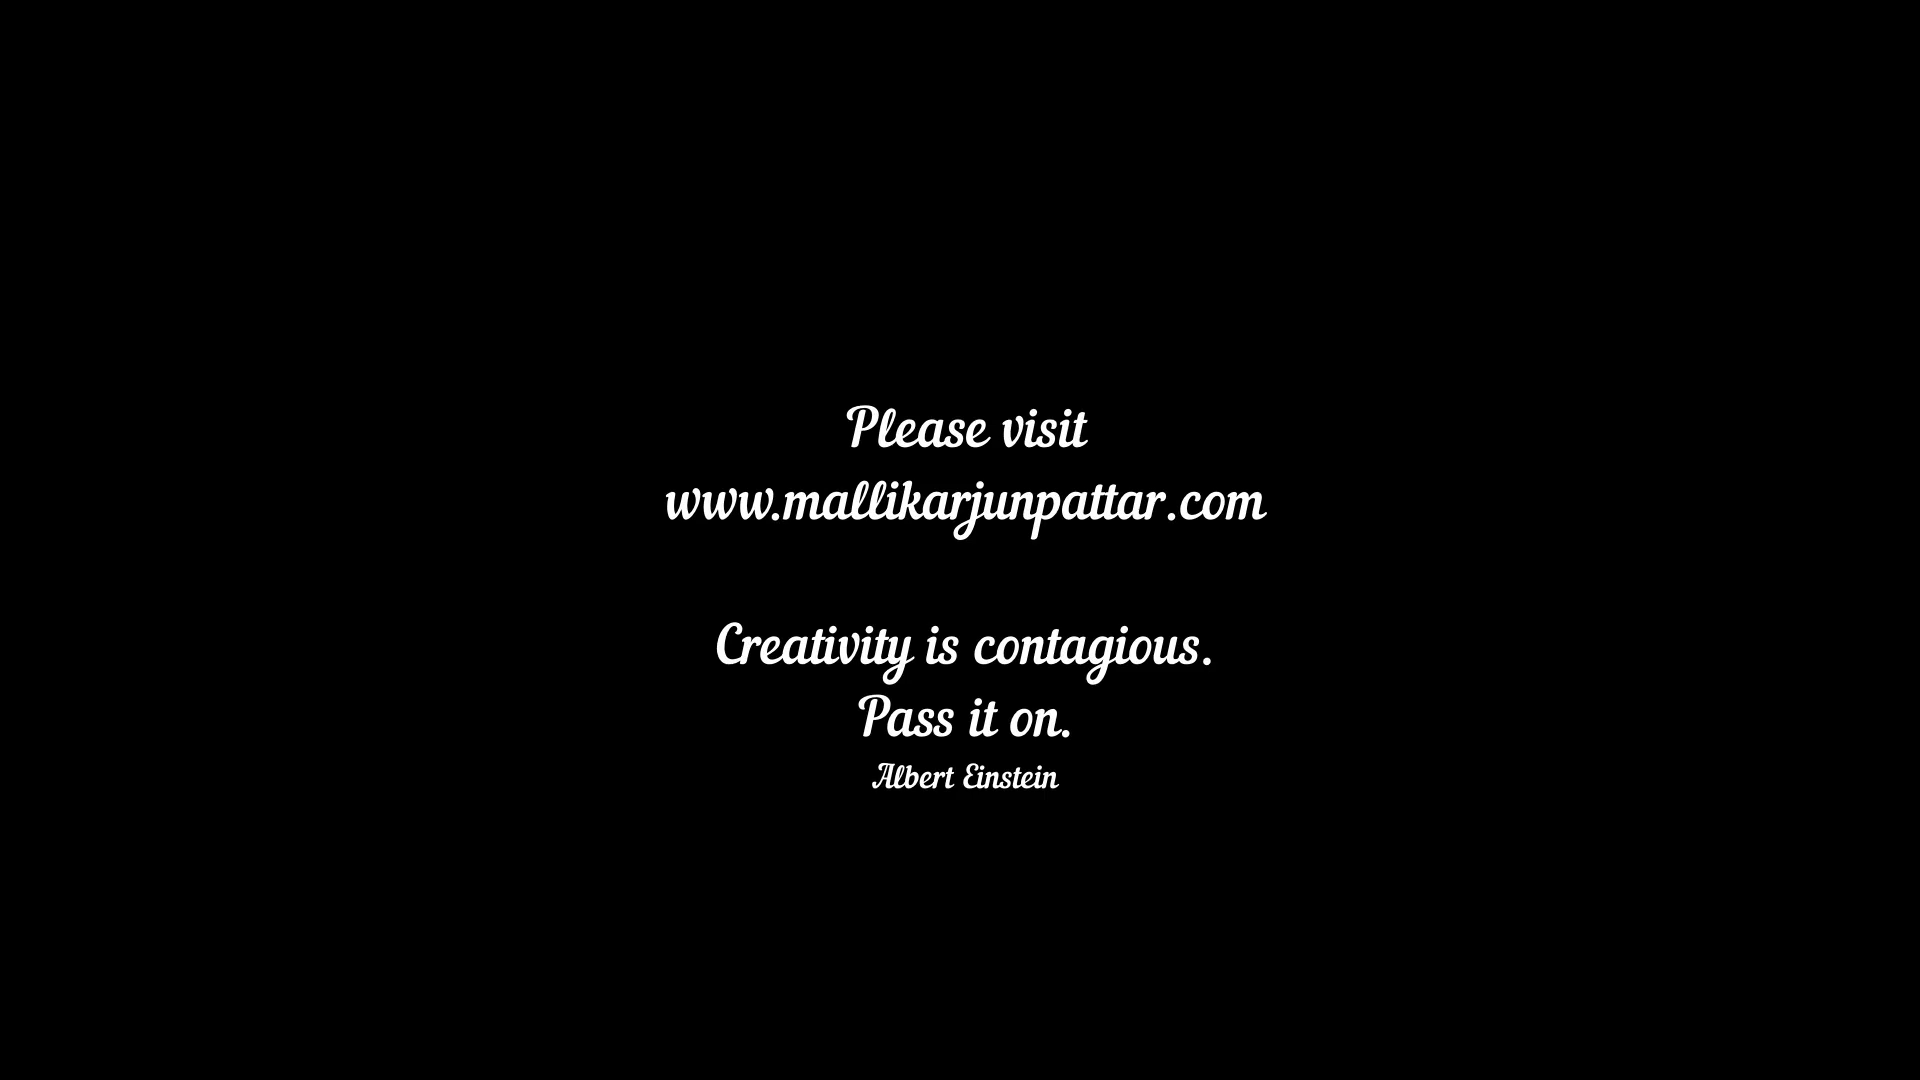 Please visit
www.mallikarjunpattar.com
Creativity is contagious.
Pass it on.
Albert Einstein